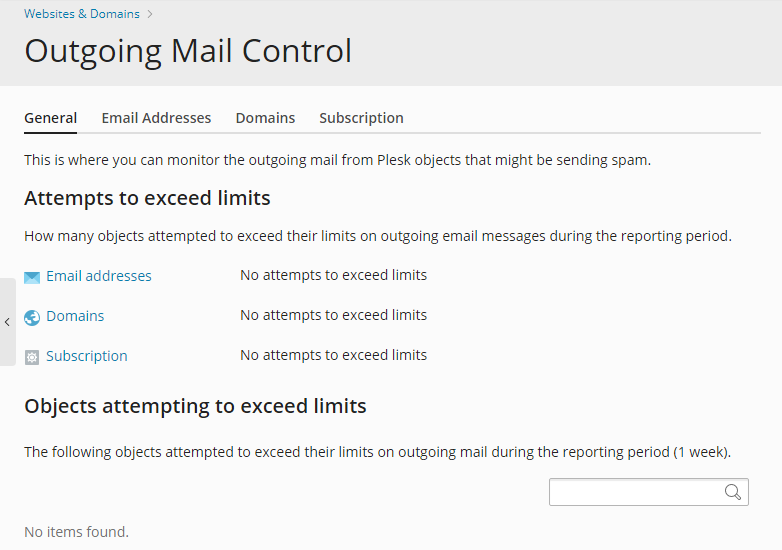 Websites & Domains >
Outgoing Mail Control
General Email Addresses Domains Subscription
This is where you can monitor the outgoing mail from Plesk objects that might be sending spam.
Attempts to exceed limits
How many objects attempted to exceed their limits on outgoing email messages during the reporting period.
Email addresses No attempts to exceed limits
Domains No attempts to exceed limits
Subscription No attempts to exceed limits
Objects attempting to exceed limits
The following objects attempted to exceed their limits on outgoing mail during the reporting period (1 week).
No items found.